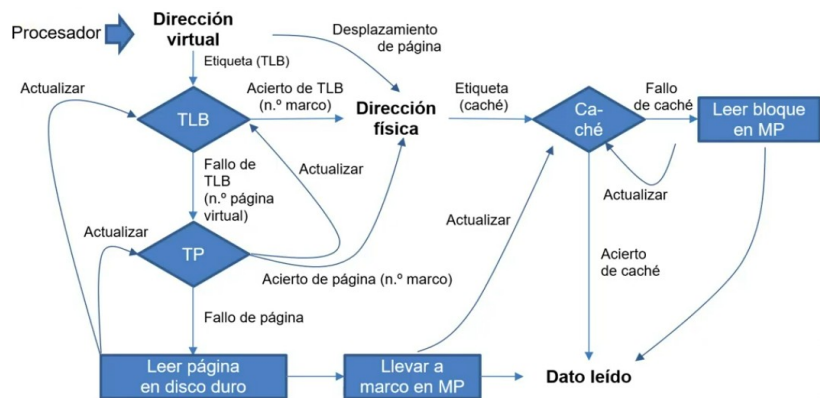 Procesador
Dirección
virtual
Desplazamiento
de página
Etiqueta (TLB)
Actualizar
Acierto de TLB
(n.º marco)
Dirección
física
Etiqueta
(caché)
Ca-
ché
Fallo
de caché
Leer bloque
en MP
TLB
Fallo de
TLB
(n.º página
virtual)
Actualizar
Actualizar
Actualizar
Actualizar
TP
Acierto de página (n.º marco)
Acierto
de caché
Fallo de página
Leer página
en disco duro
Llevar a
marco en MP
Dato leído